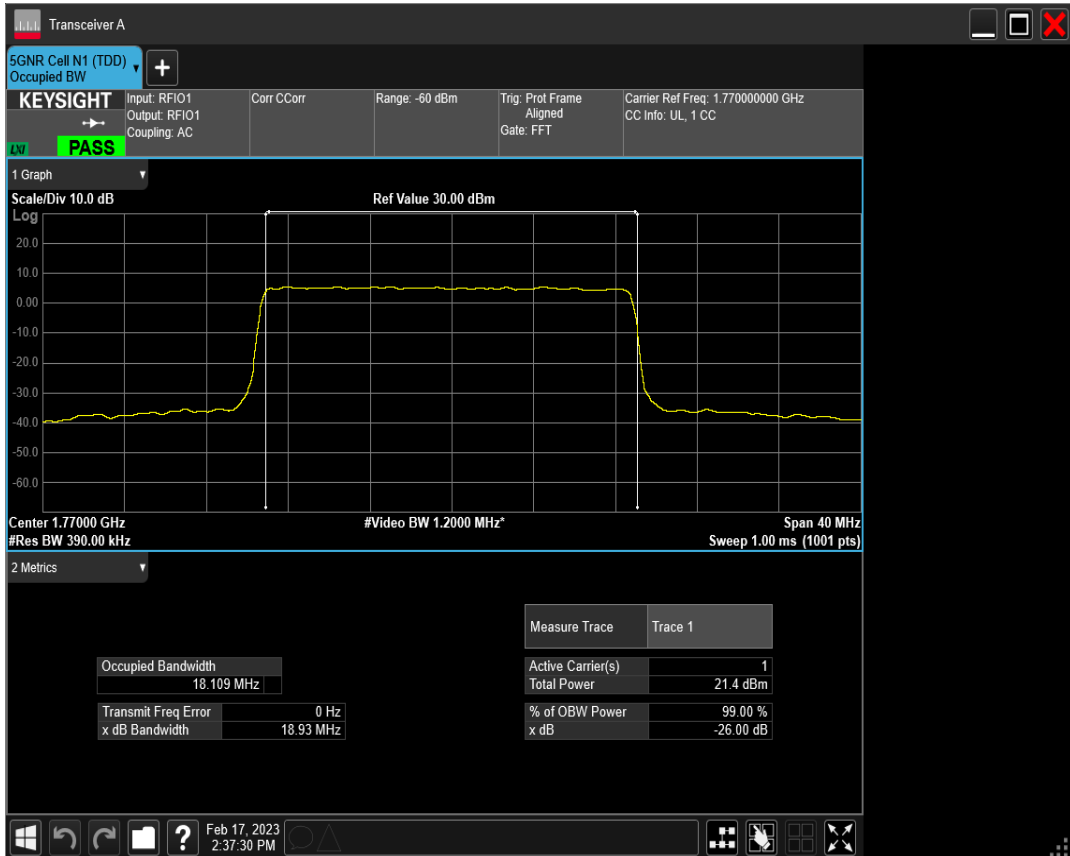 Transceiver A
5GNR Cell N1 (TDD)
Occupied BW
KEYSIGHT
LXI
PASS
Input: RFIO1
Output: RFIO1
Coupling: AC
Corr CCorr
Range: -60 dBm
Trig: Prot Frame
Aligned
Gate: FFT
Carrier Ref Freq: 1.770000000 GHz
CC Info: UL, 1 CC
1 Graph
Scale/Div 10.0 dB
Ref Value 30.00 dBm
Log
20.0
10.0
0.00
-10.0
-20.0
-30.0
-40.0
-50.0
-60.0
Center 1.77000 GHz
#Video BW 1.2000 MHz*
Span 40 MHz
#Res BW 390.00 kHz
Sweep 1.00 ms (1001 pts)
2 Metrics
Measure Trace Trace 1
Occupied Bandwidth
18.109 MHz
Active Carrier(s) 1
Total Power 21.4 dBm
Transmit Freq Error 0 Hz
x dB Bandwidth 18.93 MHz
% of OBW Power 99.00 %
x dB -26.00 dB
?
Feb 17, 2023
2:37:30 PM